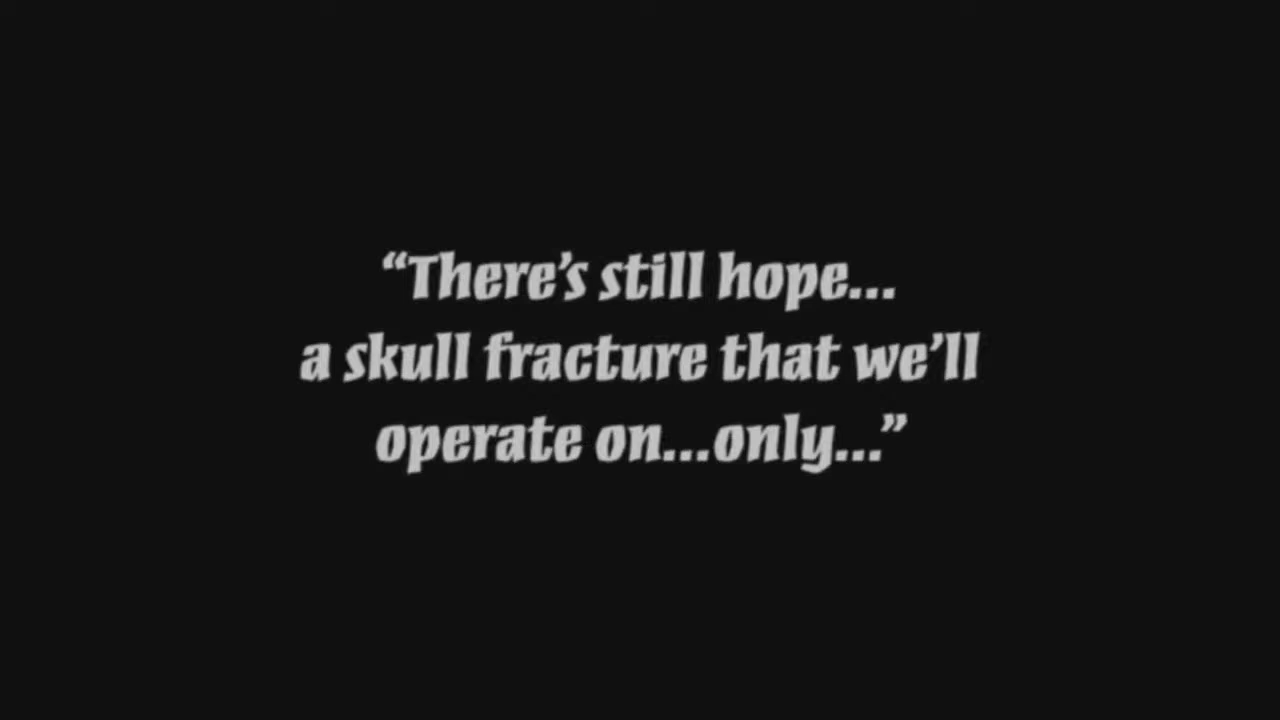 “There’s still hope...
a skull fracture that we’ll
operate on...only...”